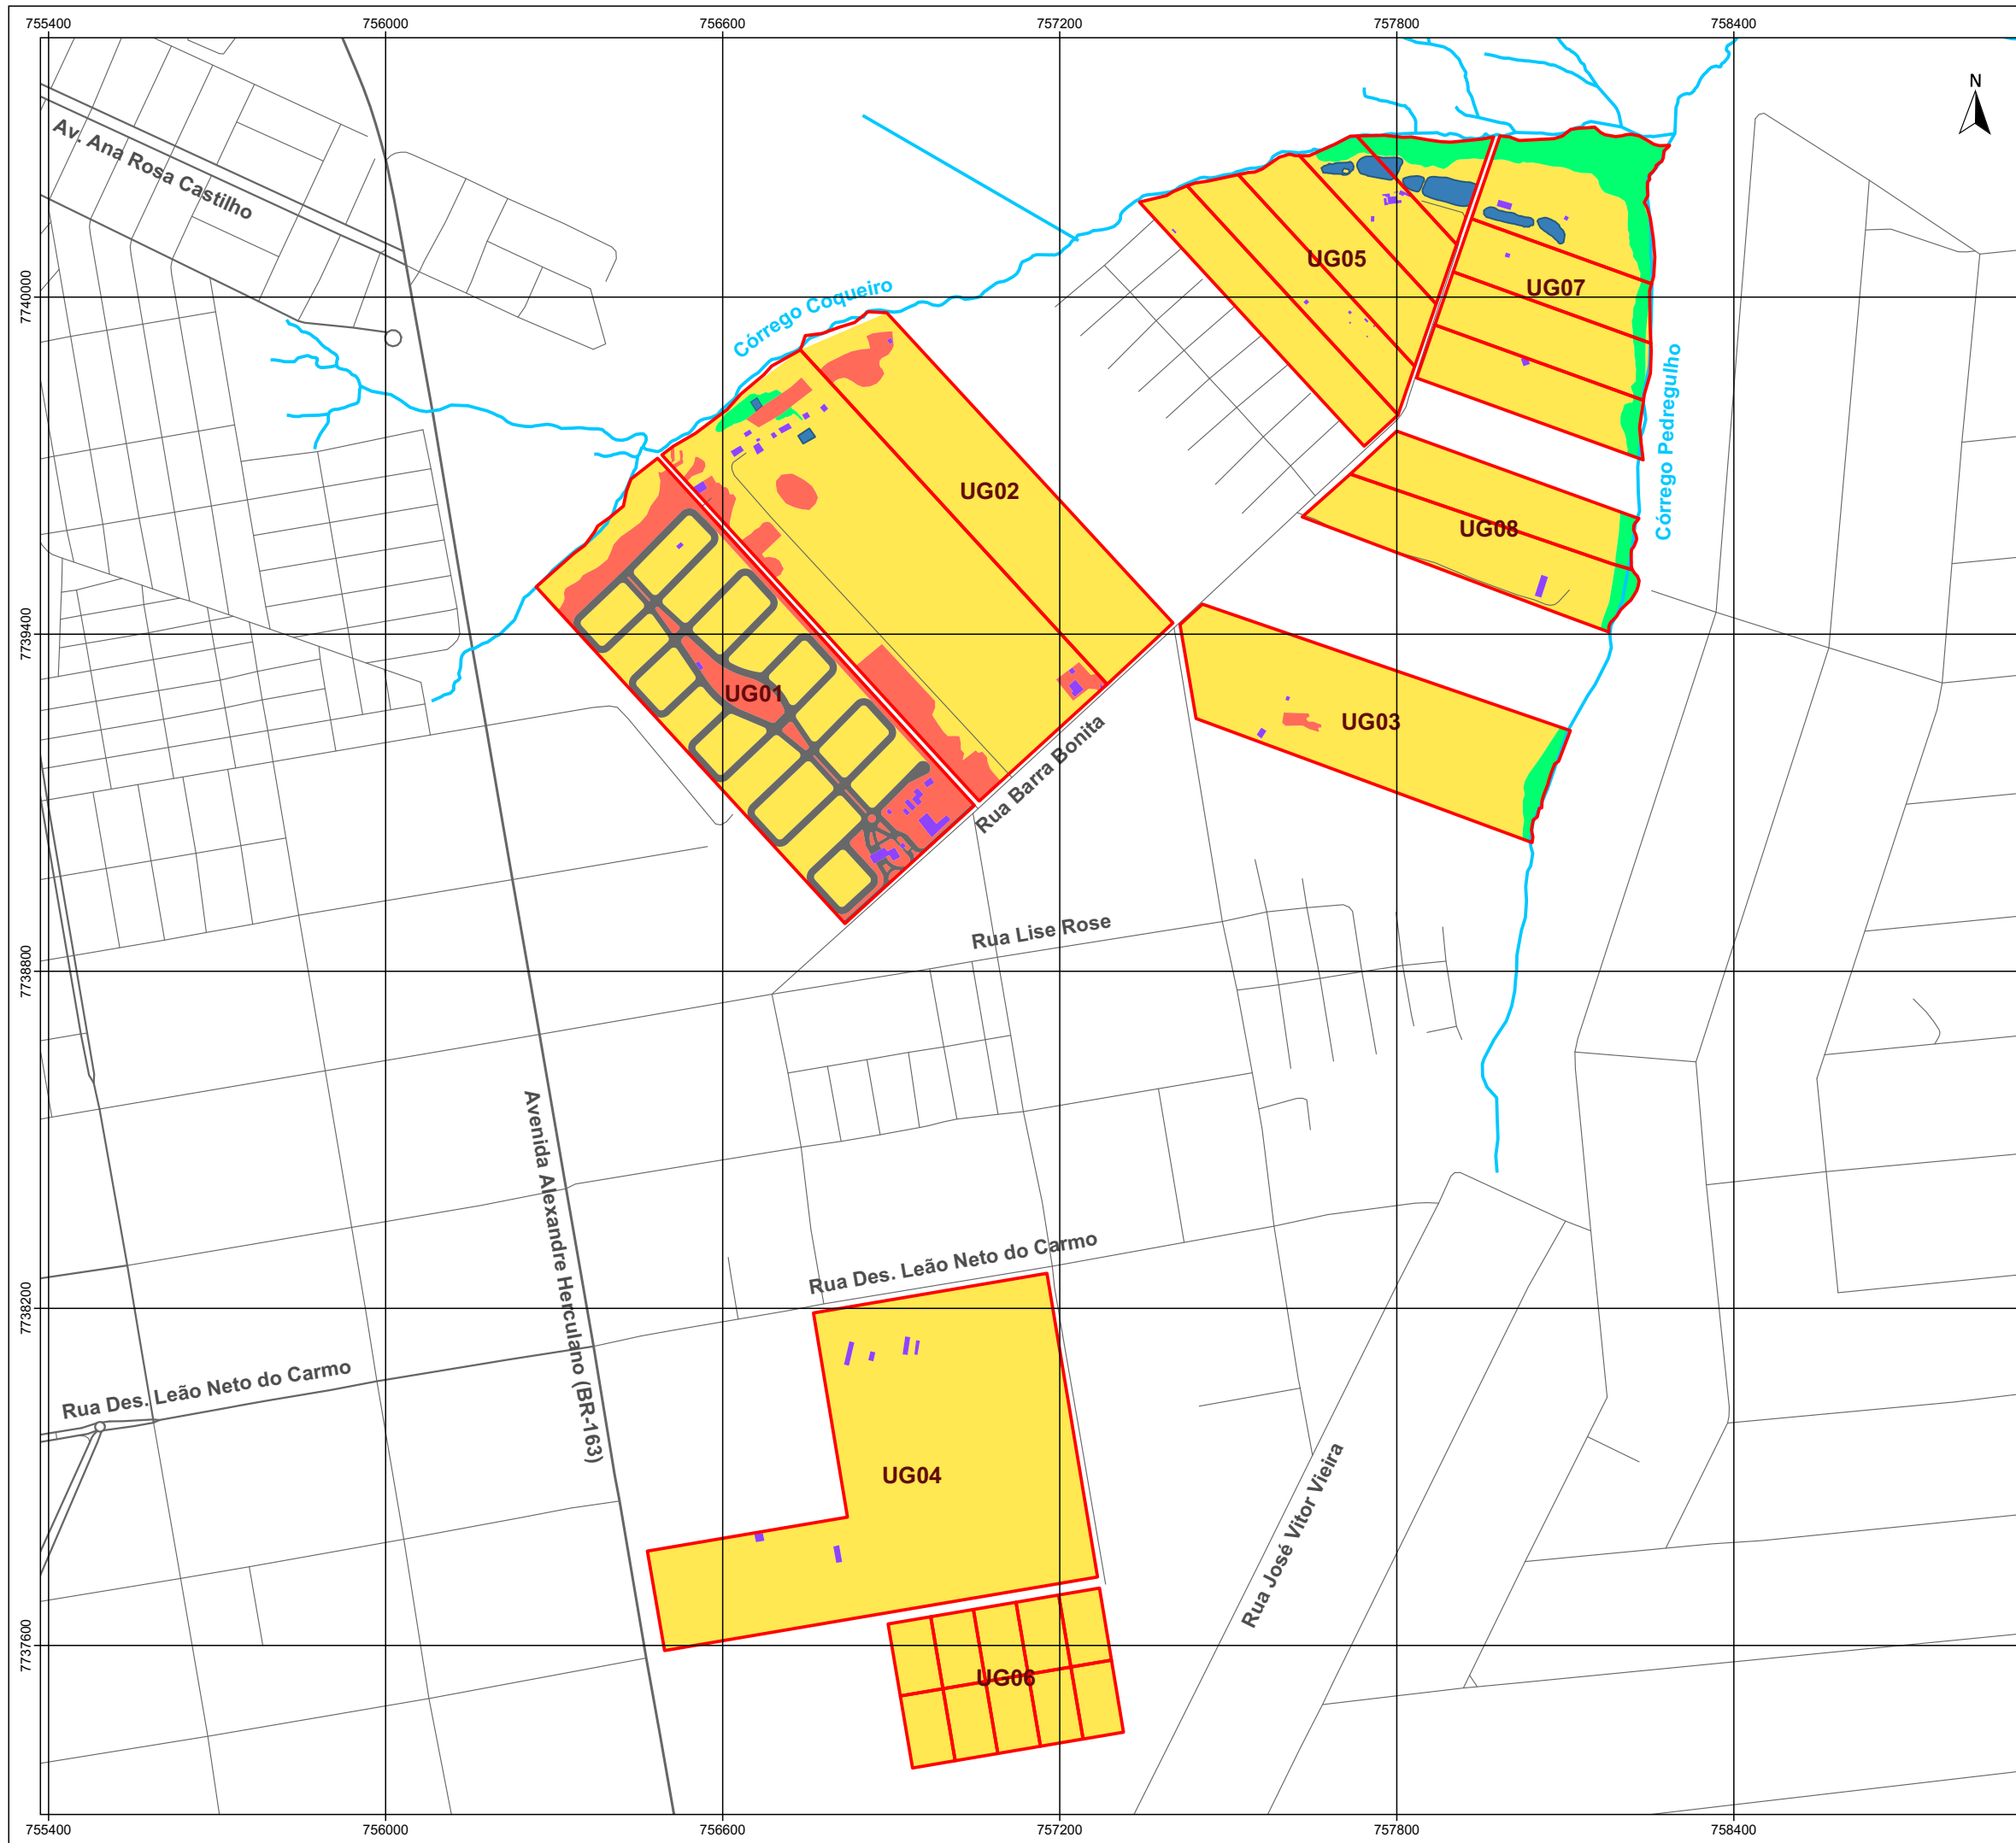 755400 756000 756600 757200 757800 758400
N
Av. Ana Rosa Castilho
7740000
Córrego Coqueiro
UG05
UG07
Córrego Pedregulho
UG02
UG08
7739400
UG01
UG03
Rua Barra Bonita
Rua Lise Rose
7738800
Avenida Alexandre Herculano (BR-163)
Rua Des. Leão Neto do Carmo
7738200
Rua Des. Leão Neto do Carmo
UG04
Rua José Vitor Vieira
7737600
UG06
755400 756000 756600 757200 757800 758400